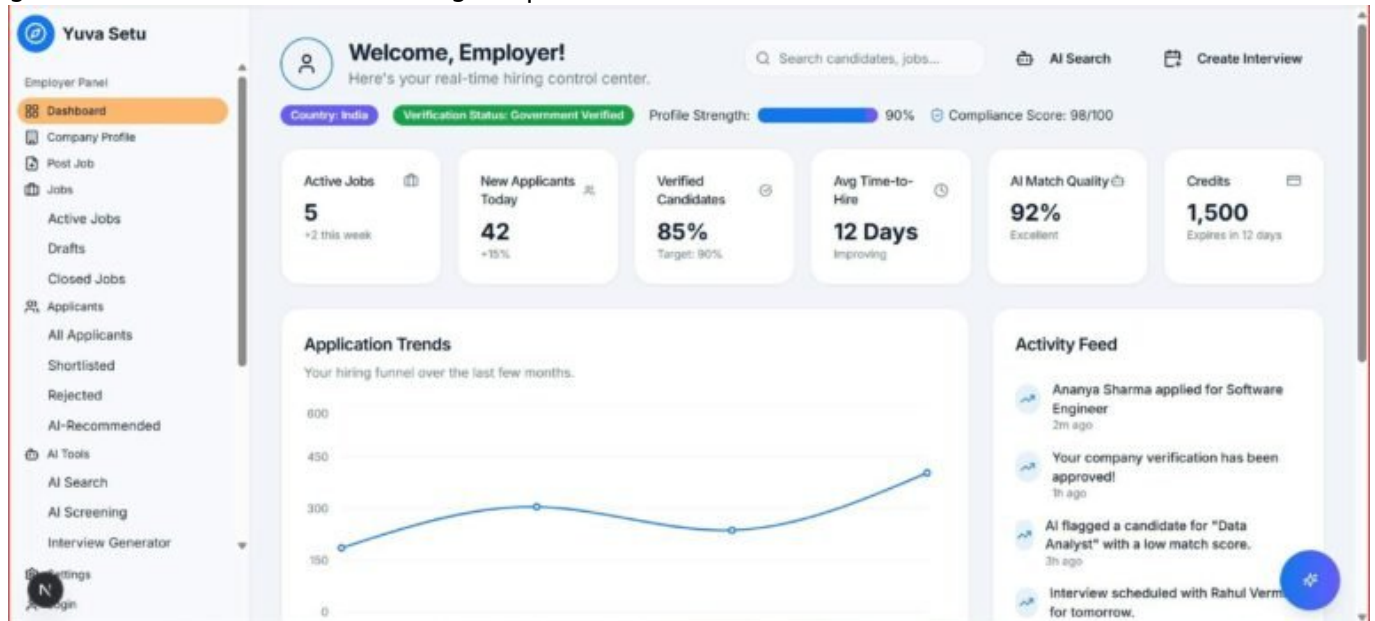 Yuva Setu
Employer Panel
Dashboard
Company Profile
Post Job
Jobs
Active Jobs
Drafts
Closed Jobs
Applicants
All Applicants
Shortlisted
Rejected
AI-Recommended
AI Tools
AI Search
AI Screening
Interview Generator
N
Welcome, Employer!
Here's your real-time hiring control center.
Search candidates, jobs...
AI Search
Create Interview
Country: India
Verification Status: Government Verified
Profile Strength:
90%
Compliance Score: 98/100
Active Jobs
5
+2 this week
New Applicants
Today
42
+15%
Verified
Candidates
85%
Target: 90%
Avg Time-to-
Hire
12 Days
Improving
AI Match Quality
92%
Excellent
Credits
1,500
Expires in 12 days
Application Trends
Your hiring funnel over the last few months.
600
450
300
150
0
Activity Feed
Ananya Sharma applied for Software
Engineer
2m ago
Your company verification has been
approved!
1h ago
AI flagged a candidate for "Data
Analyst" with a low match score.
3h ago
Interview scheduled with Rahul Verm
for tomorrow.